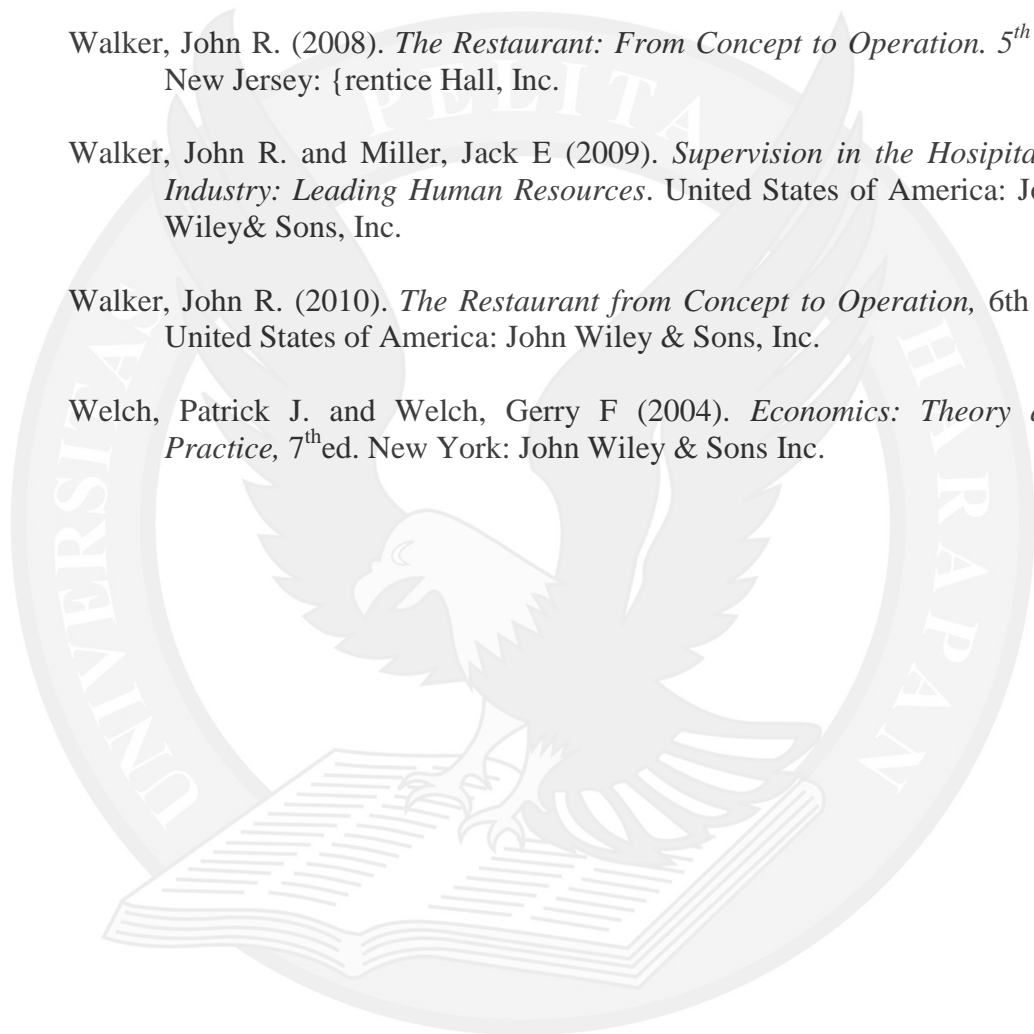 Walker, John R. (2008). The Restaurant: From Concept to Operation. 5th
New Jersey: {rentice Hall, Inc.
Walker, John R. and Miller, Jack E (2009). Supervision in the Hosipita
Industry: Leading Human Resources. United States of America: Jo
Wiley& Sons, Inc.
Walker, John R. (2010). The Restaurant from Concept to Operation, 6th
United States of America: John Wiley & Sons, Inc.
Welch, Patrick J. and Welch, Gerry F (2004). Economics: Theory a
Practice, 7thed. New York: John Wiley & Sons Inc.
UNIVERSITAS
PELITA
HARAPAN